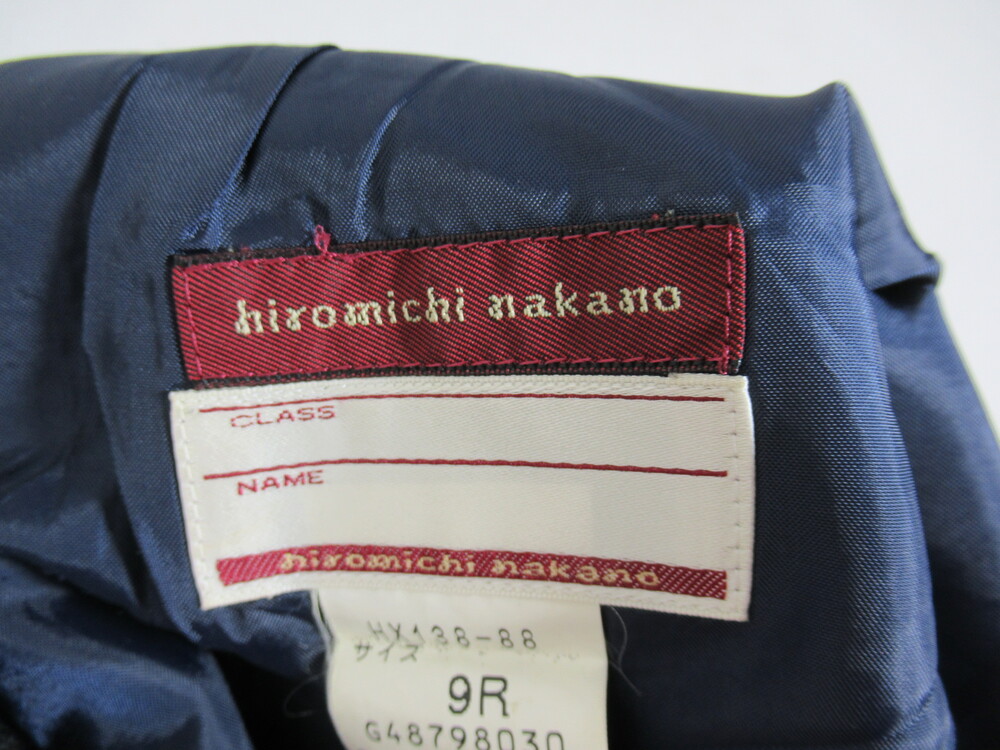 hiromichi nakano
CLASS
NAME
hiromichi nakano
HX138-88
サイズ
9R
G48798030